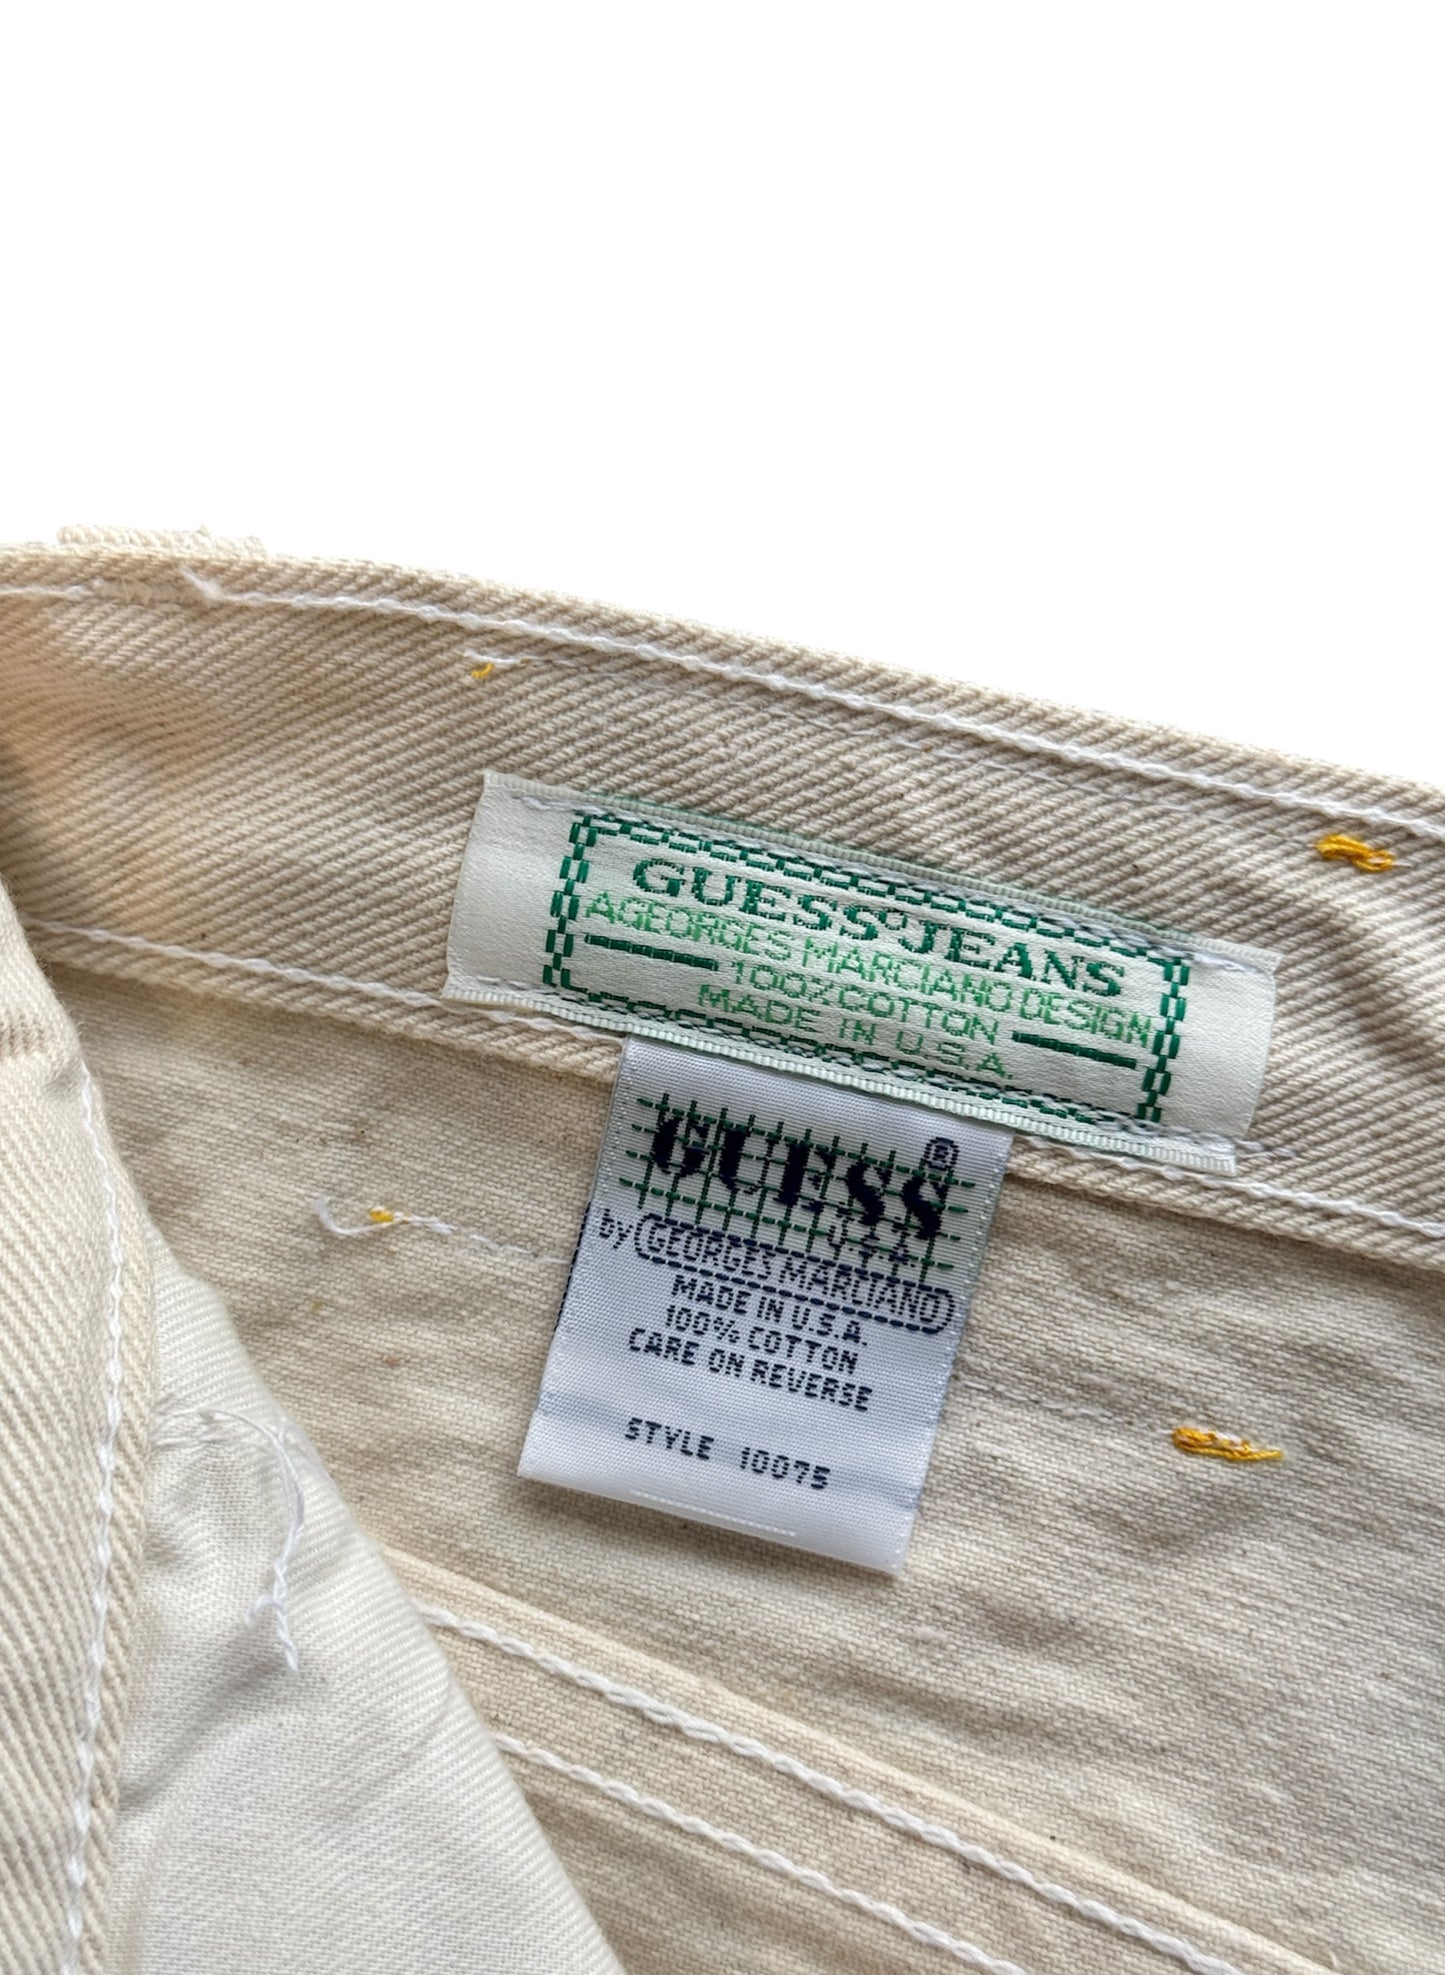 GUESS? JEANS
A GEORGES MARCIANO DESIGN
100% COTTON
MADE IN U.S.A.
GUESS ®
U.S.A.
by GEORGES MARCIANO
MADE IN U.S.A.
100% COTTON
CARE ON REVERSE
STYLE 10075